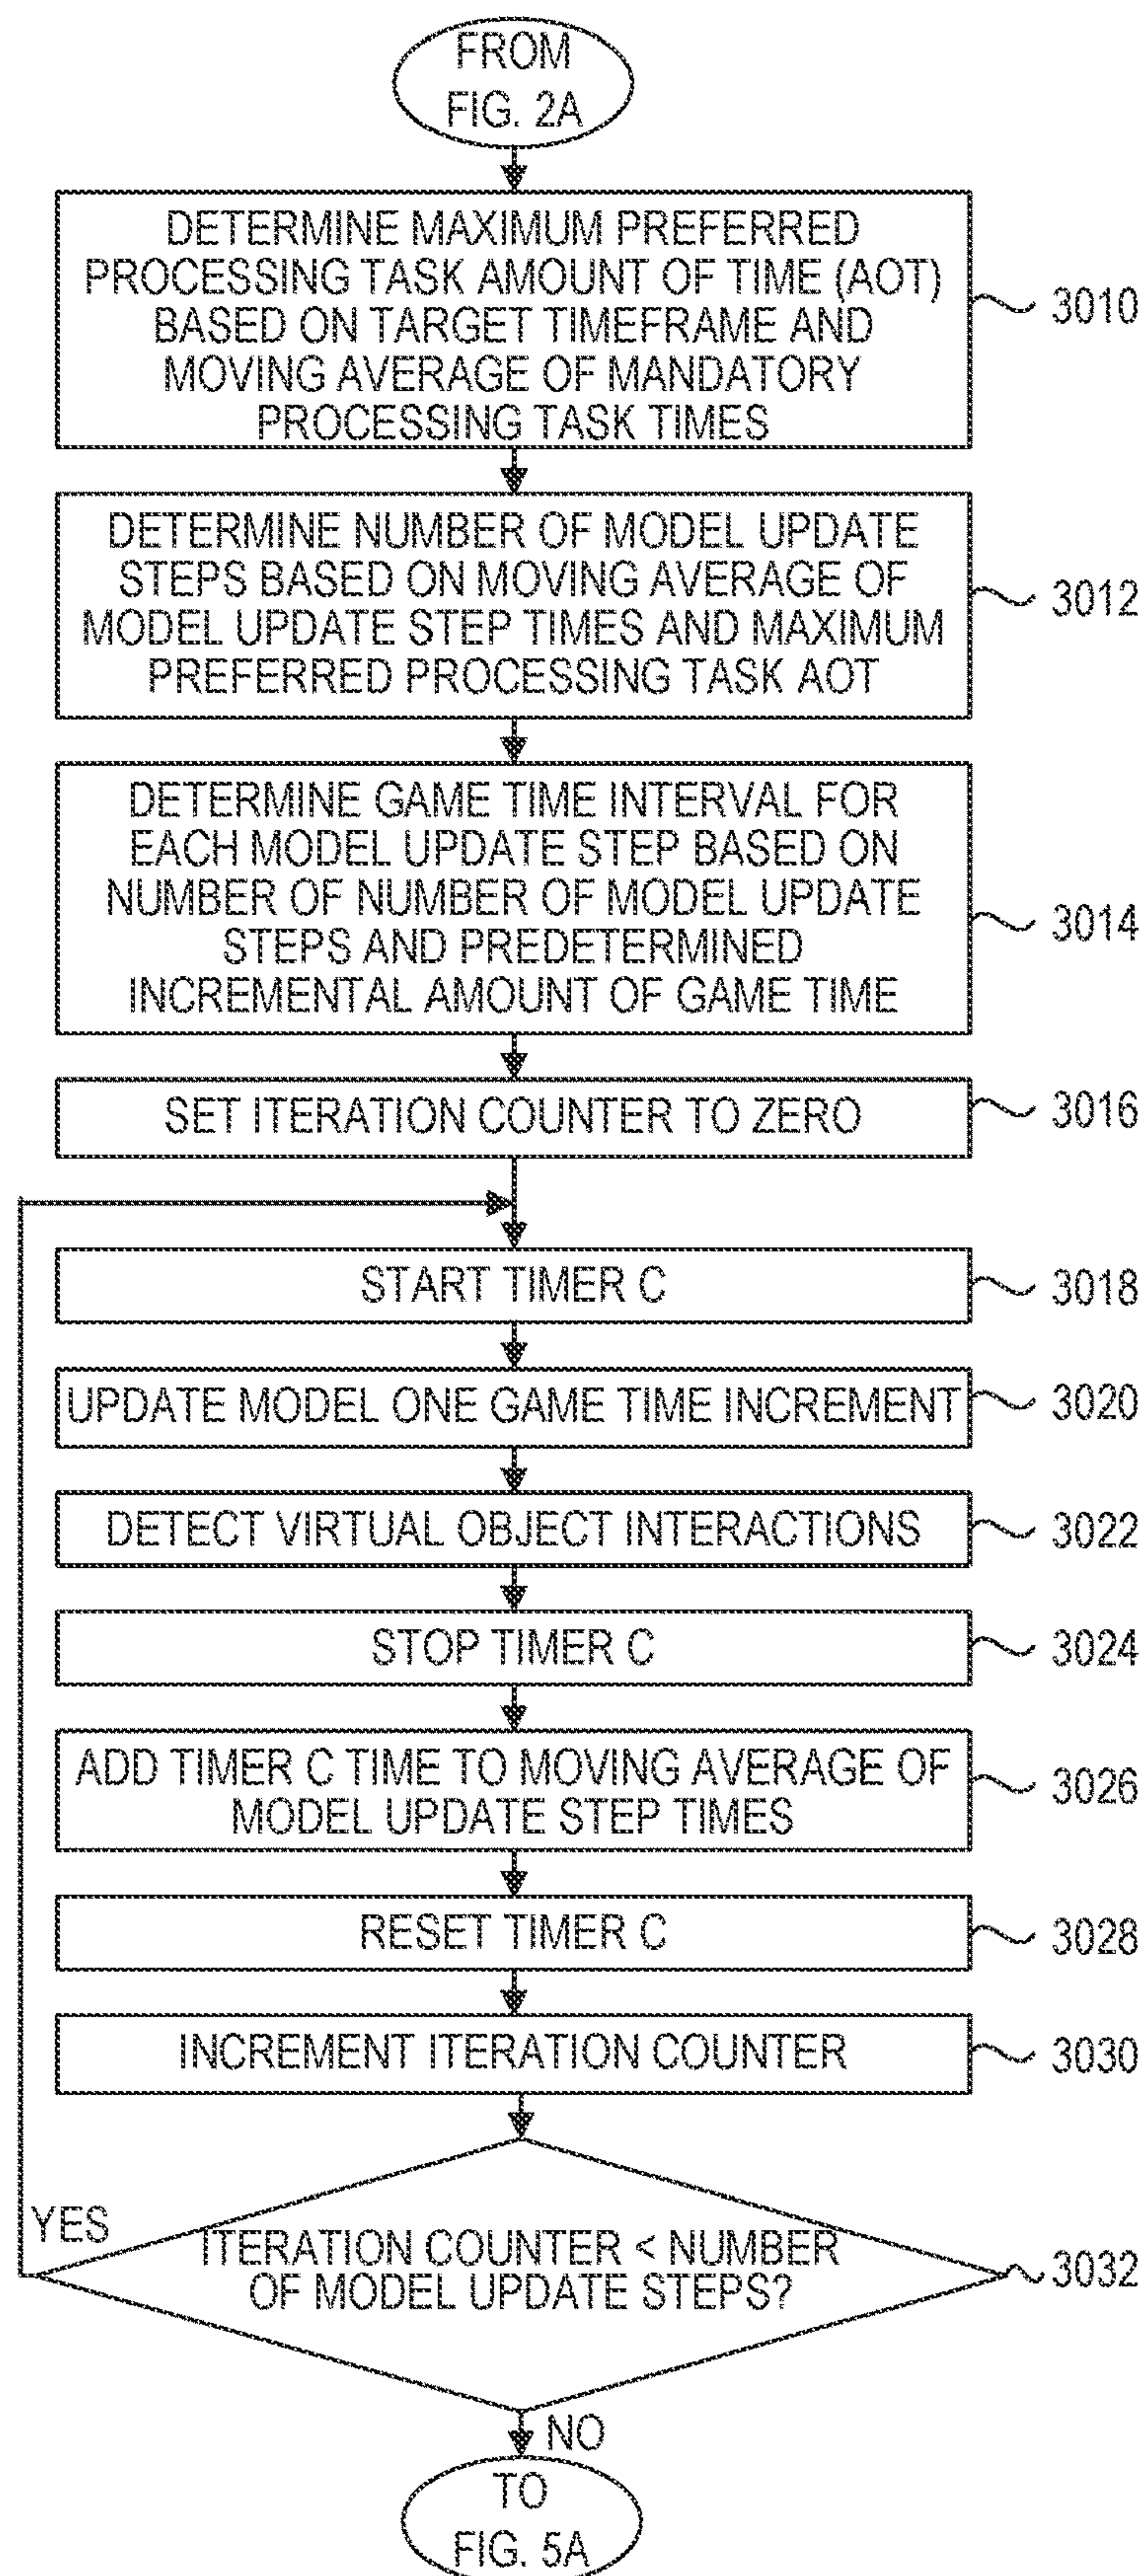 FROM
FIG. 2A
DETERMINE MAXIMUM PREFERRED
PROCESSING TASK AMOUNT OF TIME (AOT)
BASED ON TARGET TIMEFRAME AND
MOVING AVERAGE OF MANDATORY
PROCESSING TASK TIMES
3010
DETERMINE NUMBER OF MODEL UPDATE
STEPS BASED ON MOVING AVERAGE OF
MODEL UPDATE STEP TIMES AND MAXIMUM
PREFERRED PROCESSING TASK AOT
3012
DETERMINE GAME TIME INTERVAL FOR
EACH MODEL UPDATE STEP BASED ON
NUMBER OF NUMBER OF MODEL UPDATE
STEPS AND PREDETERMINED
INCREMENTAL AMOUNT OF GAME TIME
3014
SET ITERATION COUNTER TO ZERO
3016
START TIMER C
3018
UPDATE MODEL ONE GAME TIME INCREMENT
3020
DETECT VIRTUAL OBJECT INTERACTIONS
3022
STOP TIMER C
3024
ADD TIMER C TIME TO MOVING AVERAGE OF
MODEL UPDATE STEP TIMES
3026
RESET TIMER C
3028
INCREMENT ITERATION COUNTER
3030
YES
ITERATION COUNTER < NUMBER
OF MODEL UPDATE STEPS?
3032
NO
TO
FIG. 5A